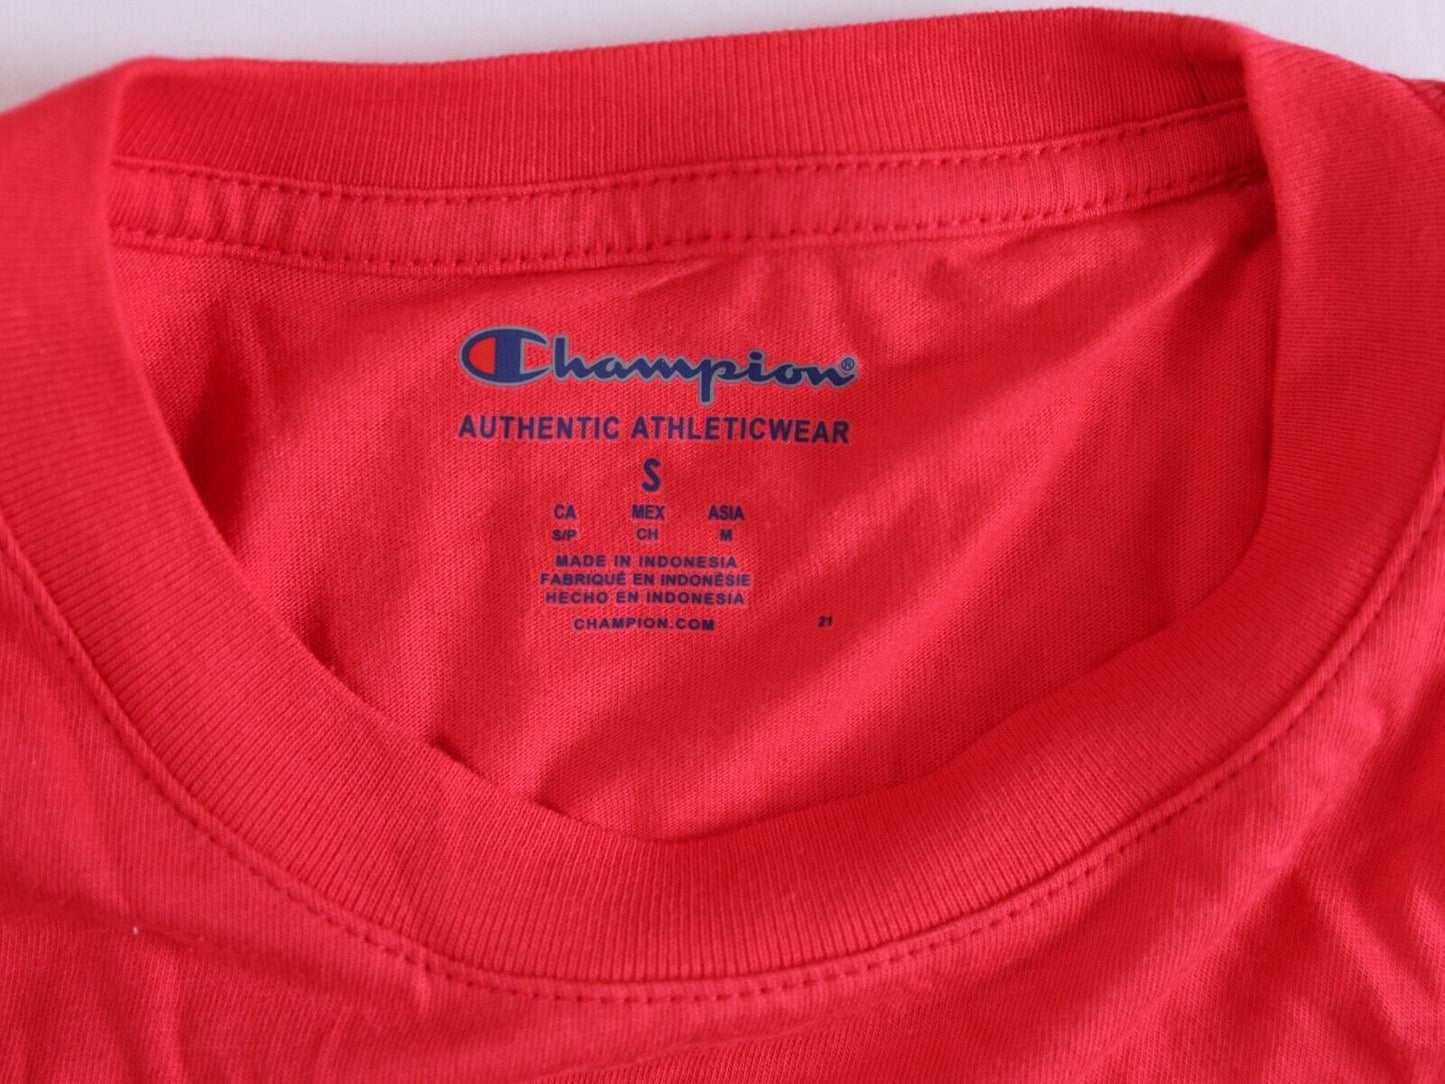 Champion®
AUTHENTIC ATHLETICWEAR
S
CA MEX ASIA
S/P CH M
MADE IN INDONESIA
FABRIQUÉ EN INDONÉSIE
HECHO EN INDONESIA
CHAMPION.COM 21